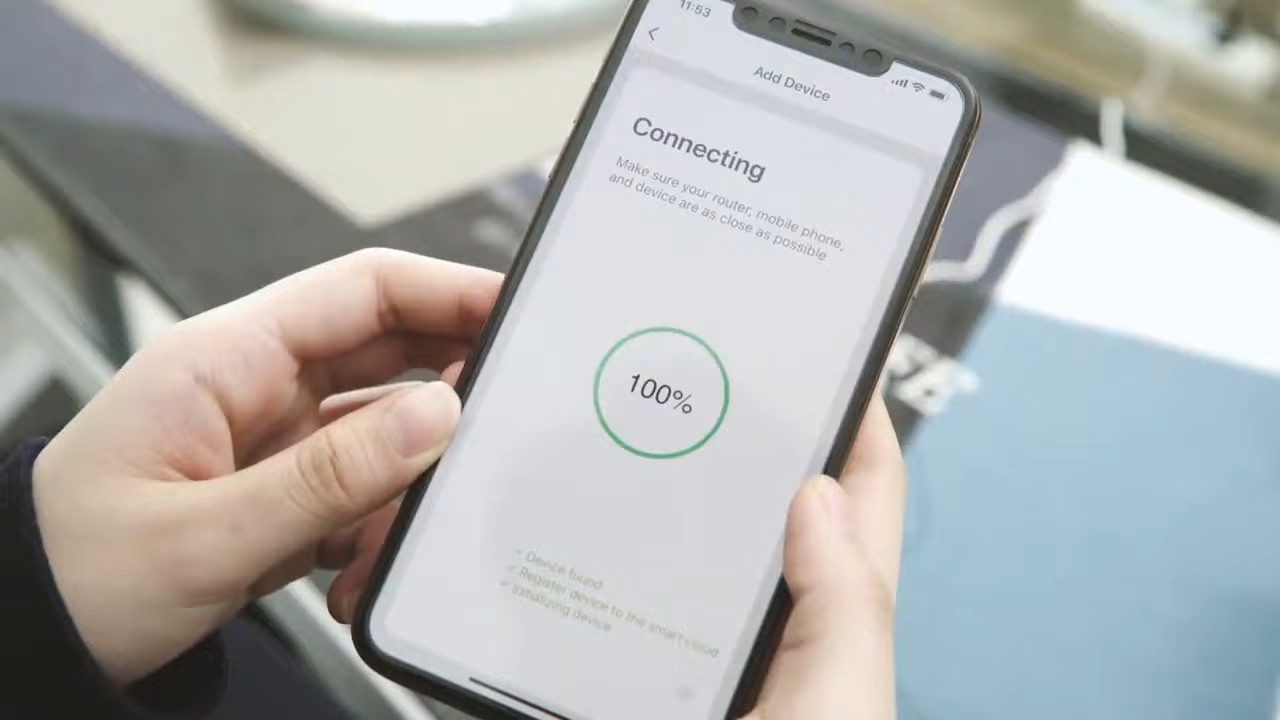 11:53
Add Device
Connecting
Make sure your router, mobile phone,
and device are as close as possible
100%
Device found
Register device to the smart cloud
Initializing device